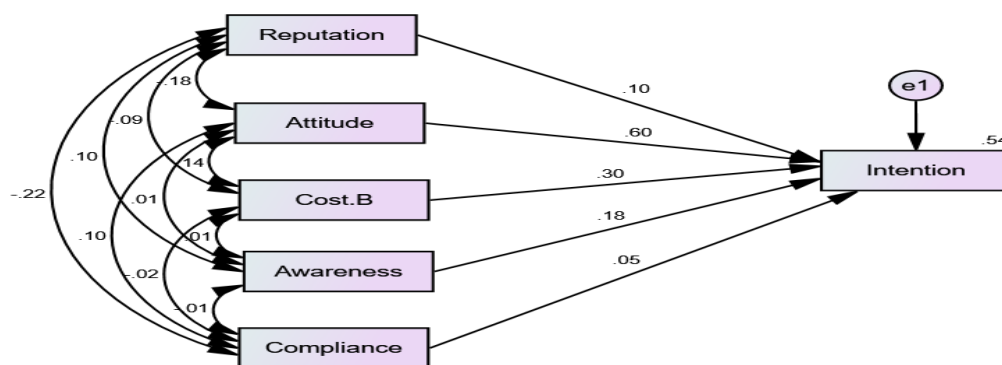 Reputation
.10
-.18
e1
Attitude
.60
.54
-.09
.14
.30
Intention
.10
Cost.B
-.22
.01
.18
.10
.01
Awareness
-.02
.05
-.01
Compliance